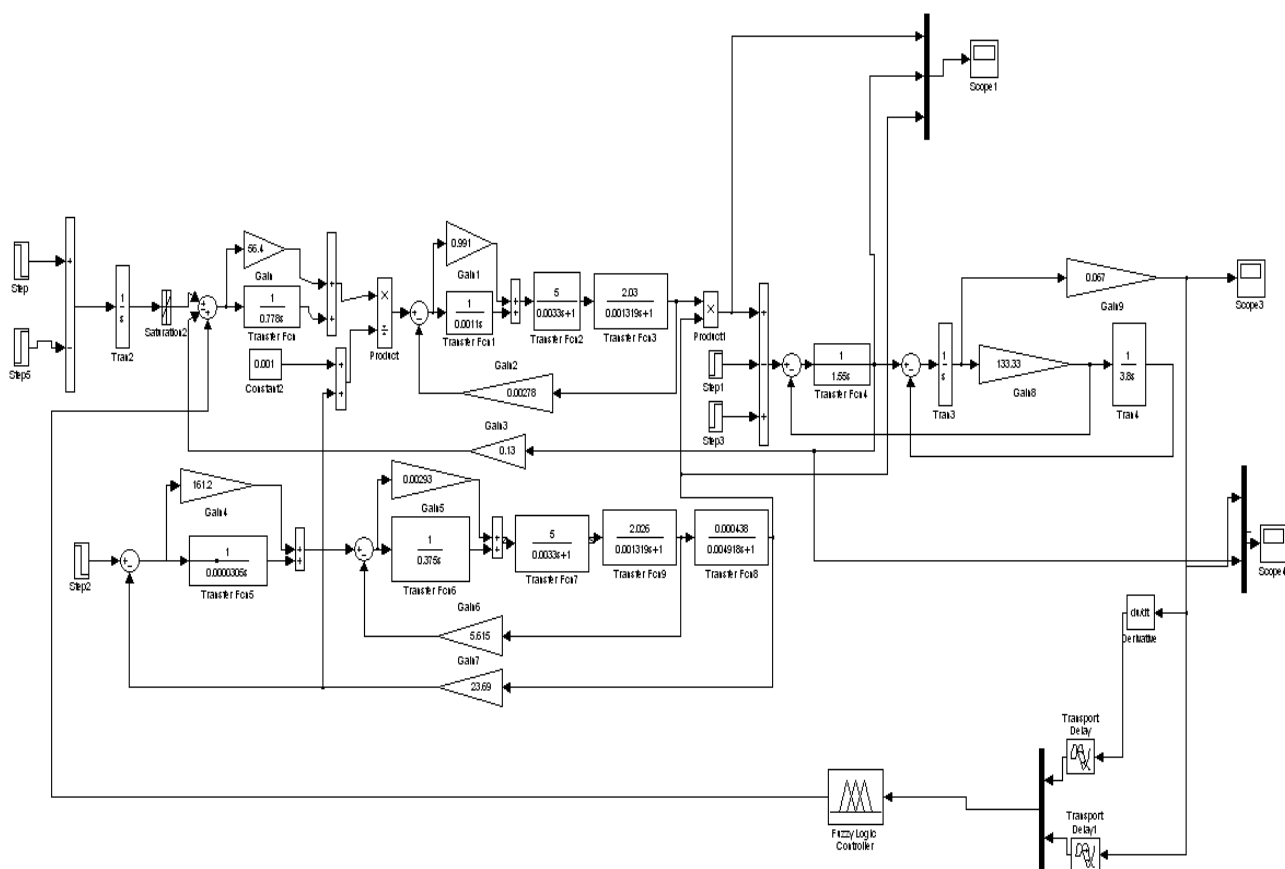 Scope1
Step
Step5
1
s
Tran2
Saturation2
56.4
Gain
1
0.778s
Transfer Fcn
0.001
Constant2
Product
0.991
Gain1
1
0.0011s
Transfer Fcn1
5
0.0033s+1
Transfer Fcn2
2.03
0.001319s+1
Transfer Fcn3
Gain2
0.00278
Product1
Step1
Step3
1
1.55s
Transfer Fcn4
1
s
Tran3
133.33
Gain8
1
3.8s
Tran4
0.067
Gain9
Scope3
Gain3
0.13
161.2
Gain4
Step2
1
0.0000305s
Transfer Fcn5
0.00293
Gain5
1
0.375s
Transfer Fcn6
5
0.0033s+1
Transfer Fcn7
2.026
0.001319s+1
Transfer Fcn9
0.000438
0.004918s+1
Transfer Fcn8
Gain6
5.615
Gain7
23.69
Scope4
du/dt
Derivative
Transport
Delay
Transport
Delay1
Fuzzy Logic
Controller